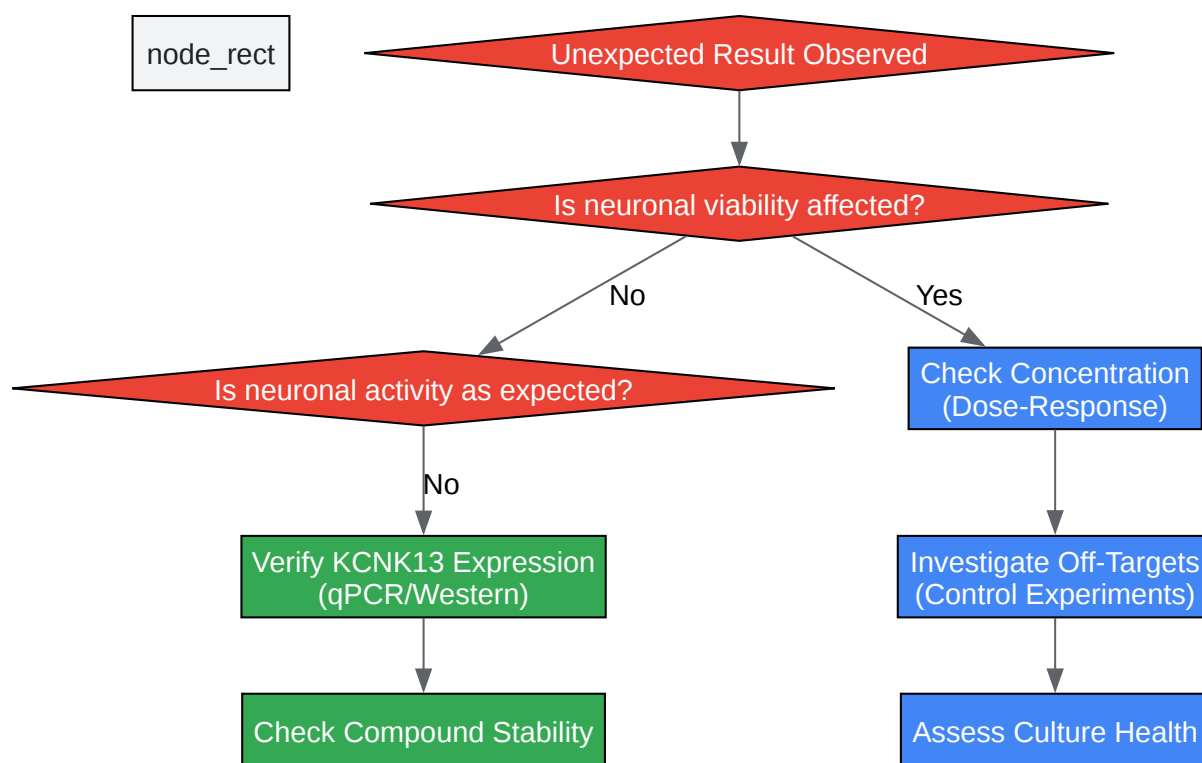 node_rect
Unexpected Result Observed
Is neuronal viability affected?
No
Yes
Is neuronal activity as expected?
Check Concentration
(Dose-Response)
No
Verify KCNK13 Expression
(qPCR/Western)
Investigate Off-Targets
(Control Experiments)
Check Compound Stability
Assess Culture Health